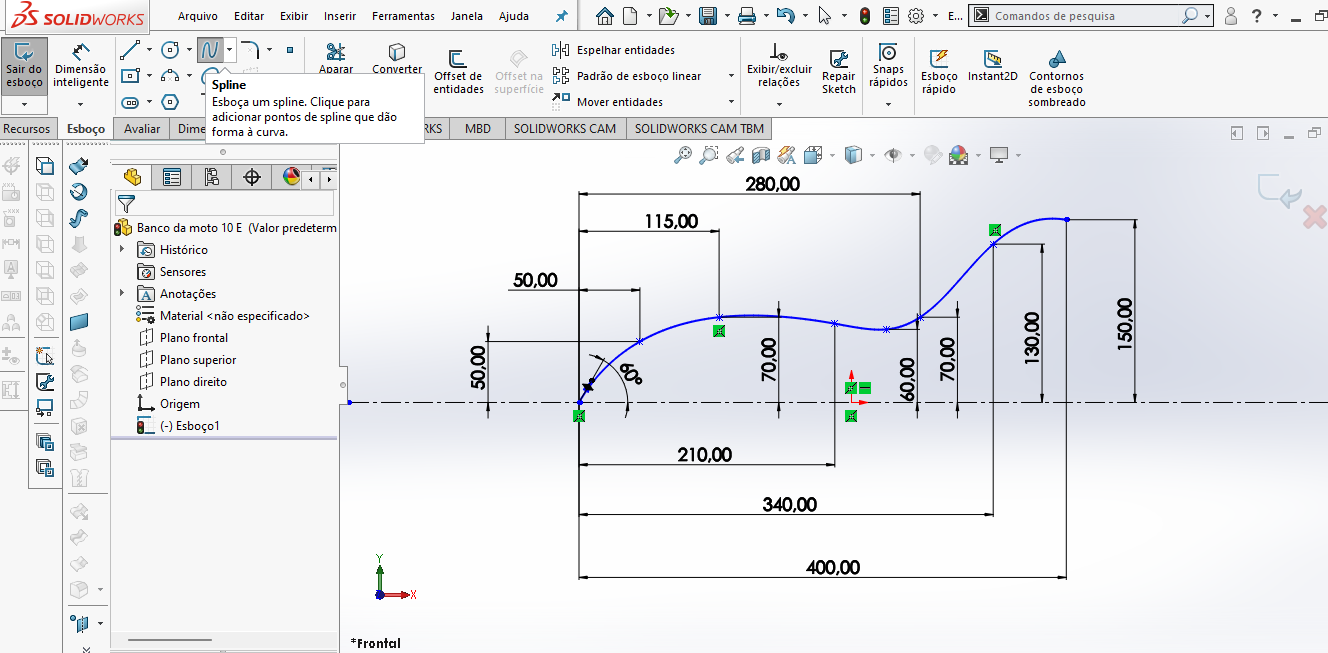 SOLIDWORKS
Arquivo Editar Exibir Inserir Ferramentas Janela Ajuda
E...
Comandos de pesquisa
?
Sair do esboço
Dimensão inteligente
Aparar
Converter
Offset de entidades
Offset na superfície
Espelhar entidades
Padrão de esboço linear
Mover entidades
Exibir/excluir relações
Repair Sketch
Snaps rápidos
Esboço rápido
Instant2D
Contornos de esboço sombreado
Spline
Esboça um spline. Clique para
adicionar pontos de spline que dão
forma à curva.
Recursos Esboço Avaliar Dime RKS MBD SOLIDWORKS CAM SOLIDWORKS CAM TBM
Banco da moto 10 E (Valor predeterm
Histórico
Sensores
A Anotações
Material <não especificado>
Plano frontal
Plano superior
Plano direito
Origem
(-) Esboço1
280,00
115,00
50,00
50,00
60°
70,00
60,00
70,00
130,00
150,00
210,00
340,00
400,00
Y
X
*Frontal